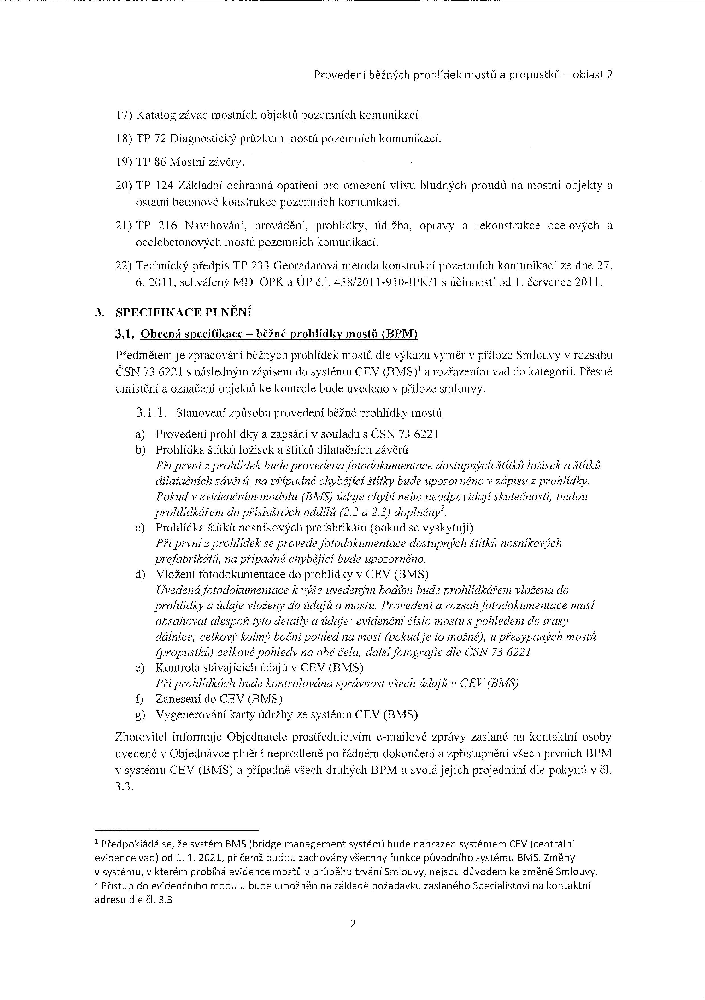 Provedení běžných prohlídek mostů a propustků – oblast 2
17) Katalog závad mostních objektů pozemních komunikací.
18) TP 72 Diagnostický průzkum mostů pozemních komunikací.
19) TP 86 Mostní závěry.
20) TP 124 Základní ochranná opatření pro omezení vlivu bludných proudů na mostní objekty a
ostatní betonové konstrukce pozemních komunikací.
21) TP 216 Navrhování, provádění, prohlídky, údržba, opravy a rekonstrukce ocelových a
ocelobetonových mostů pozemních komunikací.
22) Technický předpis TP 233 Georadarová metoda konstrukcí pozemních komunikací ze dne 27.
6. 2011, schválený MD_OPK a ÚP č.j. 458/2011-910-IPK/1 s účinností od 1. července 2011.
3. SPECIFIKACE PLNĚNÍ
3.1. Obecná specifikace – běžné prohlídky mostů (BPM)
Předmětem je zpracování běžných prohlídek mostů dle výkazu výměr v příloze Smlouvy v rozsahu
ČSN 73 6221 s následným zápisem do systému CEV (BMS)¹ a rozřazením vad do kategorií. Přesné
umístění a označení objektů ke kontrole bude uvedeno v příloze smlouvy.
3.1.1. Stanovení způsobu provedení běžné prohlídky mostů
a) Provedení prohlídky a zapsání v souladu s ČSN 73 6221
b) Prohlídka štítků ložisek a štítků dilatačních závěrů
Při první z prohlídek bude provedena fotodokumentace dostupných štítků ložisek a štítků
dilatačních závěrů, na případné chybějící štítky bude upozorněno v zápisu z prohlídky.
Pokud v evidenčním modulu (BMS) údaje chybí nebo neodpovídají skutečnosti, budou
prohlídkářem do příslušných oddílů (2.2 a 2.3) doplněny².
c) Prohlídka štítků nosníkových prefabrikátů (pokud se vyskytují)
Při první z prohlídek se provede fotodokumentace dostupných štítků nosníkových
prefabrikátů, na případné chybějící bude upozorněno.
d) Vložení fotodokumentace do prohlídky v CEV (BMS)
Uvedená fotodokumentace k výše uvedeným bodům bude prohlídkářem vložena do
prohlídky a údaje vloženy do údajů o mostu. Provedení a rozsah fotodokumentace musí
obsahovat alespoň tyto detaily a údaje: evidenční číslo mostu s pohledem do trasy
dálnice; celkový kolmý boční pohled na most (pokud je to možné), u přesypaných mostů
(propustků) celkové pohledy na obě čela; další fotografie dle ČSN 73 6221
e) Kontrola stávajících údajů v CEV (BMS)
Při prohlídkách bude kontrolována správnost všech údajů v CEV (BMS)
f) Zanesení do CEV (BMS)
g) Vygenerování karty údržby ze systému CEV (BMS)
Zhotovitel informuje Objednatele prostřednictvím e-mailové zprávy zaslané na kontaktní osoby
uvedené v Objednávce plnění neprodleně po řádném dokončení a zpřístupnění všech prvních BPM
v systému CEV (BMS) a případně všech druhých BPM a svolá jejich projednání dle pokynů v čl.
3.3.
¹ Předpokládá se, že systém BMS (bridge management systém) bude nahrazen systémem CEV (centrální
evidence vad) od 1. 1. 2021, přičemž budou zachovány všechny funkce původního systému BMS. Změny
v systému, v kterém probíhá evidence mostů v průběhu trvání Smlouvy, nejsou důvodem ke změně Smlouvy.
² Přístup do evidenčního modulu bude umožněn na základě požadavku zaslaného Specialistovi na kontaktní
adresu dle čl. 3.3
2